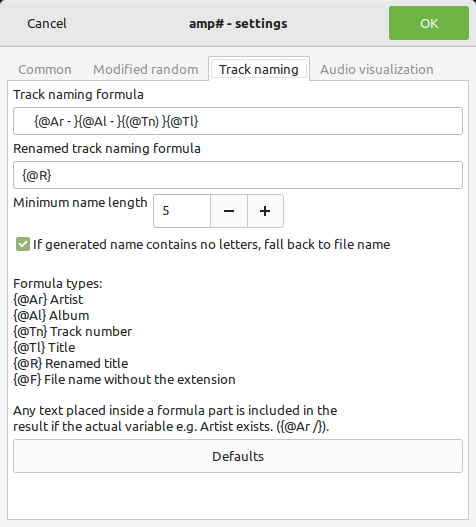 Cancel
amp# - settings
OK
Common
Modified random
Track naming
Audio visualization
Track naming formula
{@Ar - }{@Al - }{(@Tn) }{@Tl}
Renamed track naming formula
{@R}
Minimum name length
5
If generated name contains no letters, fall back to file name
Formula types:
{@Ar} Artist
{@Al} Album
{@Tn} Track number
{@Tl} Title
{@R} Renamed title
{@F} File name without the extension
Any text placed inside a formula part is included in the
result if the actual variable e.g. Artist exists. ({@Ar /}).
Defaults